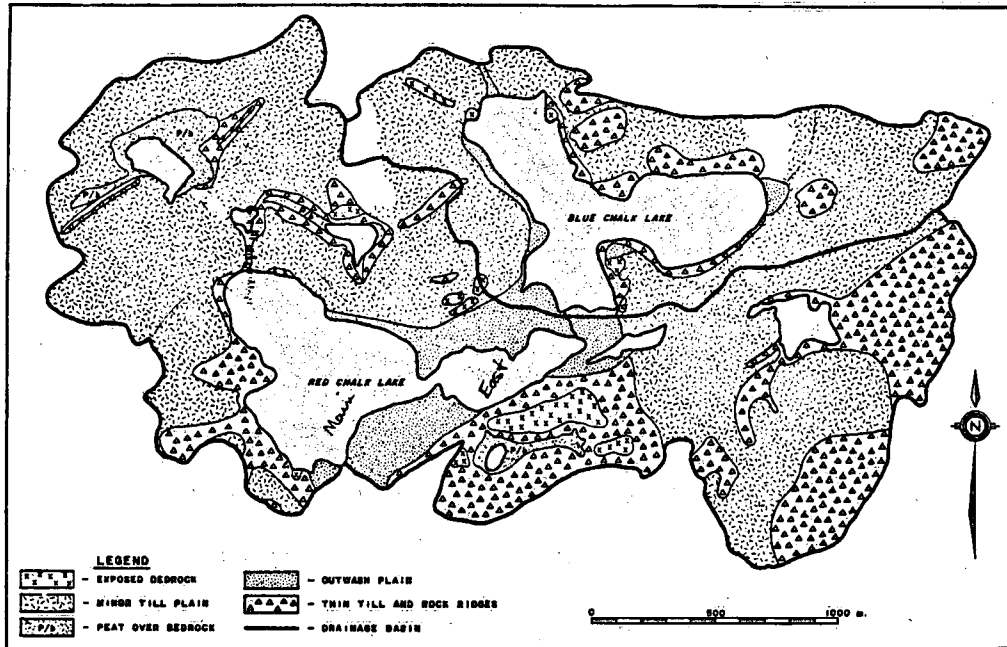 P/B
BLUE CHALK LAKE
RED CHALK LAKE
Main
East
N
LEGEND
- EXPOSED BEDROCK
- MINOR TILL PLAIN
P/B - PEAT OVER BEDROCK
- OUTWASH PLAIN
- THIN TILL AND ROCK RIDGES
- DRAINAGE BASIN
0 500 1000 m.